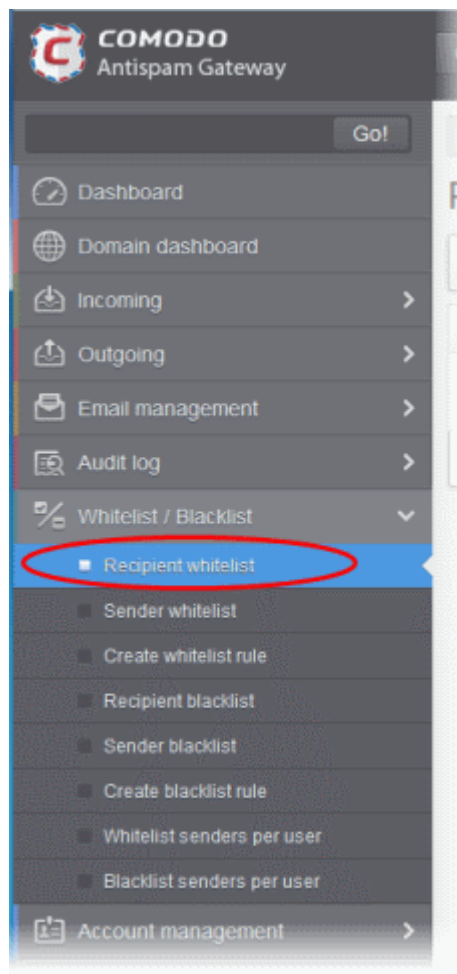 COMODO
Antispam Gateway
Go!
Dashboard
Domain dashboard
Incoming
Outgoing
Email management
Audit log
Whitelist / Blacklist
Recipient whitelist
Sender whitelist
Create whitelist rule
Recipient blacklist
Sender blacklist
Create blacklist rule
Whitelist senders per user
Blacklist senders per user
Account management